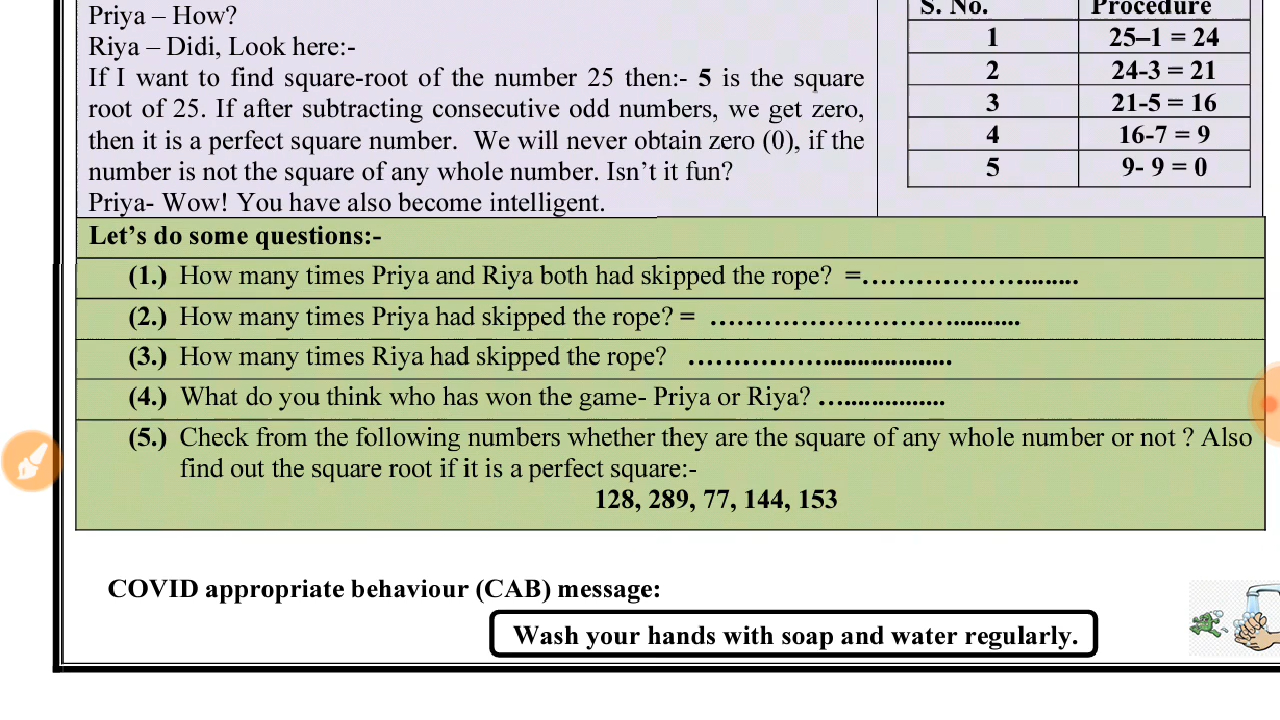 Priya – How?
Riya – Didi, Look here:-
If I want to find square-root of the number 25 then:- 5 is the square
root of 25. If after subtracting consecutive odd numbers, we get zero,
then it is a perfect square number. We will never obtain zero (0), if the
number is not the square of any whole number. Isn’t it fun?
Priya- Wow! You have also become intelligent.
S. No. Procedure
1 25–1 = 24
2 24-3 = 21
3 21-5 = 16
4 16-7 = 9
5 9- 9 = 0
Let’s do some questions:-
(1.) How many times Priya and Riya both had skipped the rope? =……………………….
(2.) How many times Priya had skipped the rope? = ……………………………….
(3.) How many times Riya had skipped the rope? …………….....................
(4.) What do you think who has won the game- Priya or Riya? …...............
(5.) Check from the following numbers whether they are the square of any whole number or not ? Also
find out the square root if it is a perfect square:-
128, 289, 77, 144, 153
COVID appropriate behaviour (CAB) message:
Wash your hands with soap and water regularly.